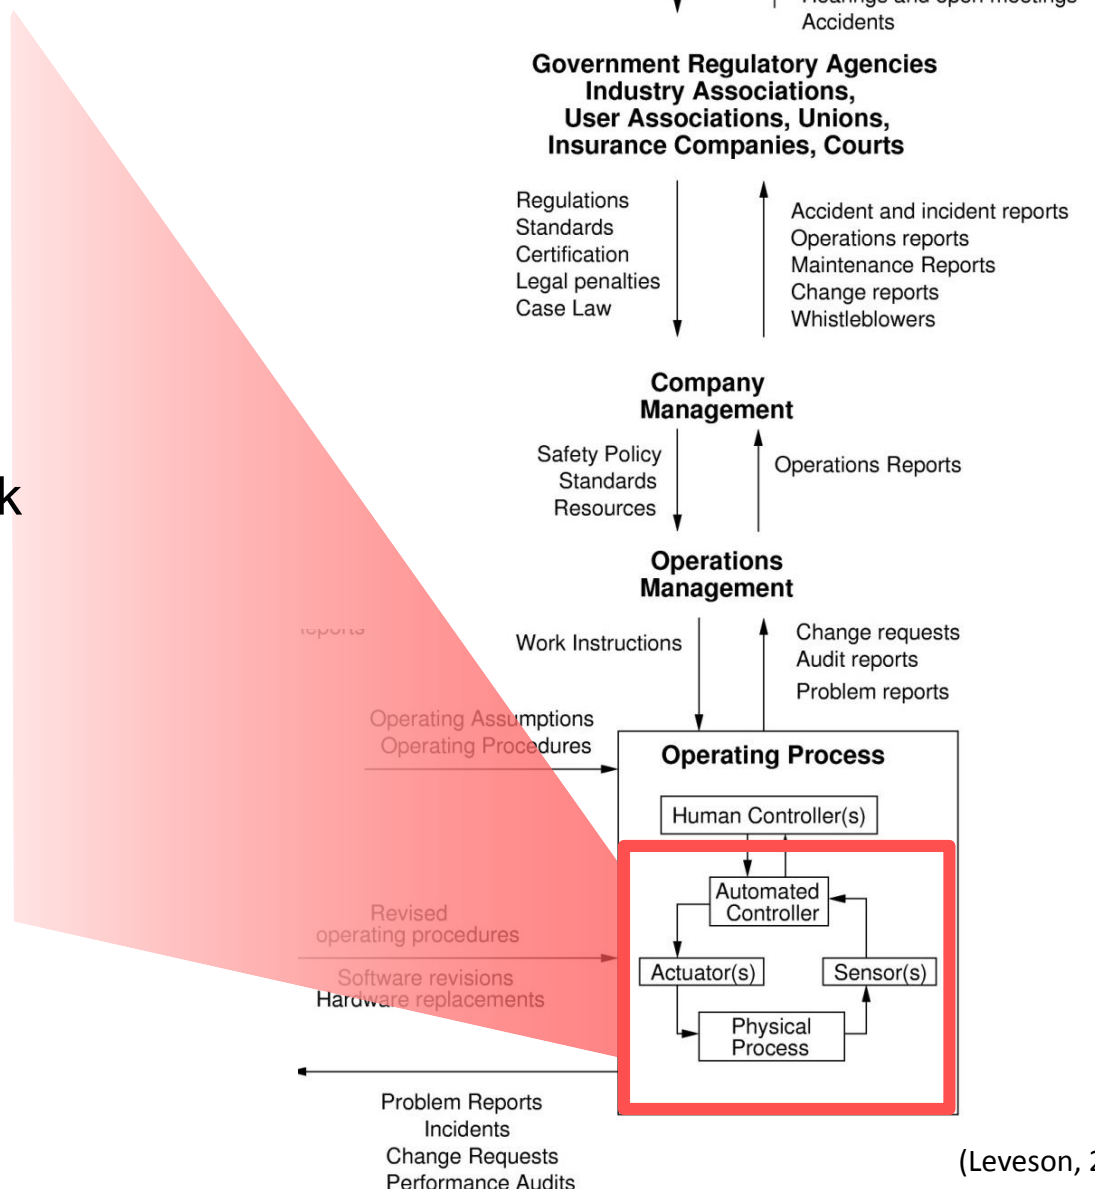 Accidents
Government Regulatory Agencies
Industry Associations,
User Associations, Unions,
Insurance Companies, Courts
Regulations
Standards
Certification
Legal penalties
Case Law
Accident and incident reports
Operations reports
Maintenance Reports
Change reports
Whistleblowers
Company
Management
Safety Policy
Standards
Resources
Operations Reports
k
Operations
Management
Work Instructions
Change requests
Audit reports
Problem reports
Operating Assumptions
Operating Procedures
Operating Process
Human Controller(s)
Automated
Controller
Revised
operating procedures
Actuator(s)
Sensor(s)
Software revisions
Hardware replacements
Physical
Process
Problem Reports
Incidents
Change Requests
Performance Audits
(Leveson, 2